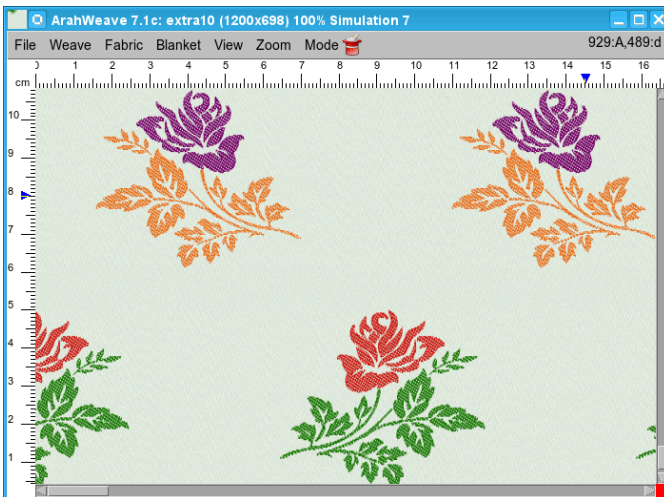 ArahWeave 7.1c: extra10 (1200x698) 100% Simulation 7
File Weave Fabric Blanket View Zoom Mode 929:A,489:d
1 2 3 4 5 6 7 8 9 10 11 12 13 14 15 16
cm
10
9
8
7
6
5
4
3
2
1